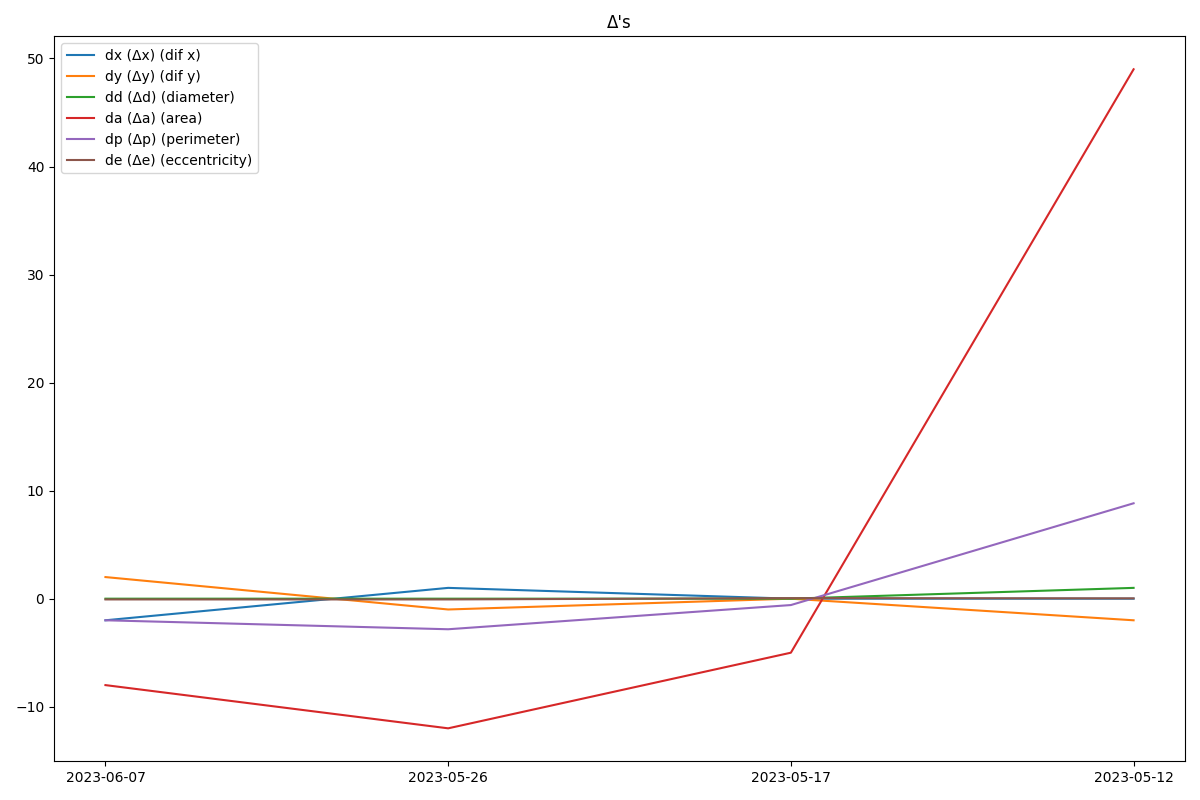 Δ's
dx (Δx) (dif x)
dy (Δy) (dif y)
dd (Δd) (diameter)
da (Δa) (area)
dp (Δp) (perimeter)
de (Δe) (eccentricity)
50
40
30
20
10
0
−10
2023-06-07 2023-05-26 2023-05-17 2023-05-12